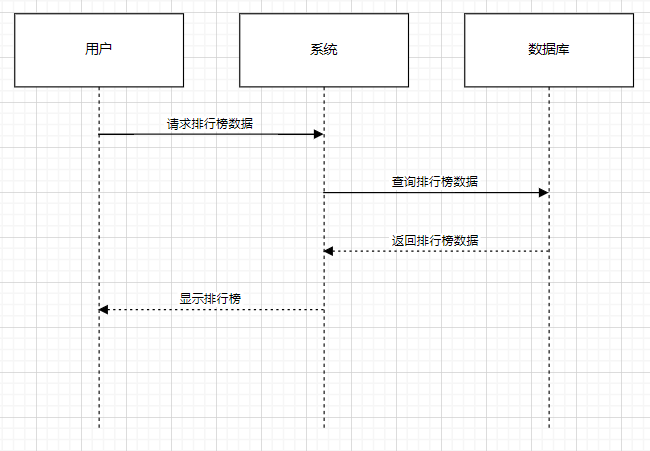 用户
系统
数据库
请求排行榜数据
查询排行榜数据
返回排行榜数据
显示排行榜